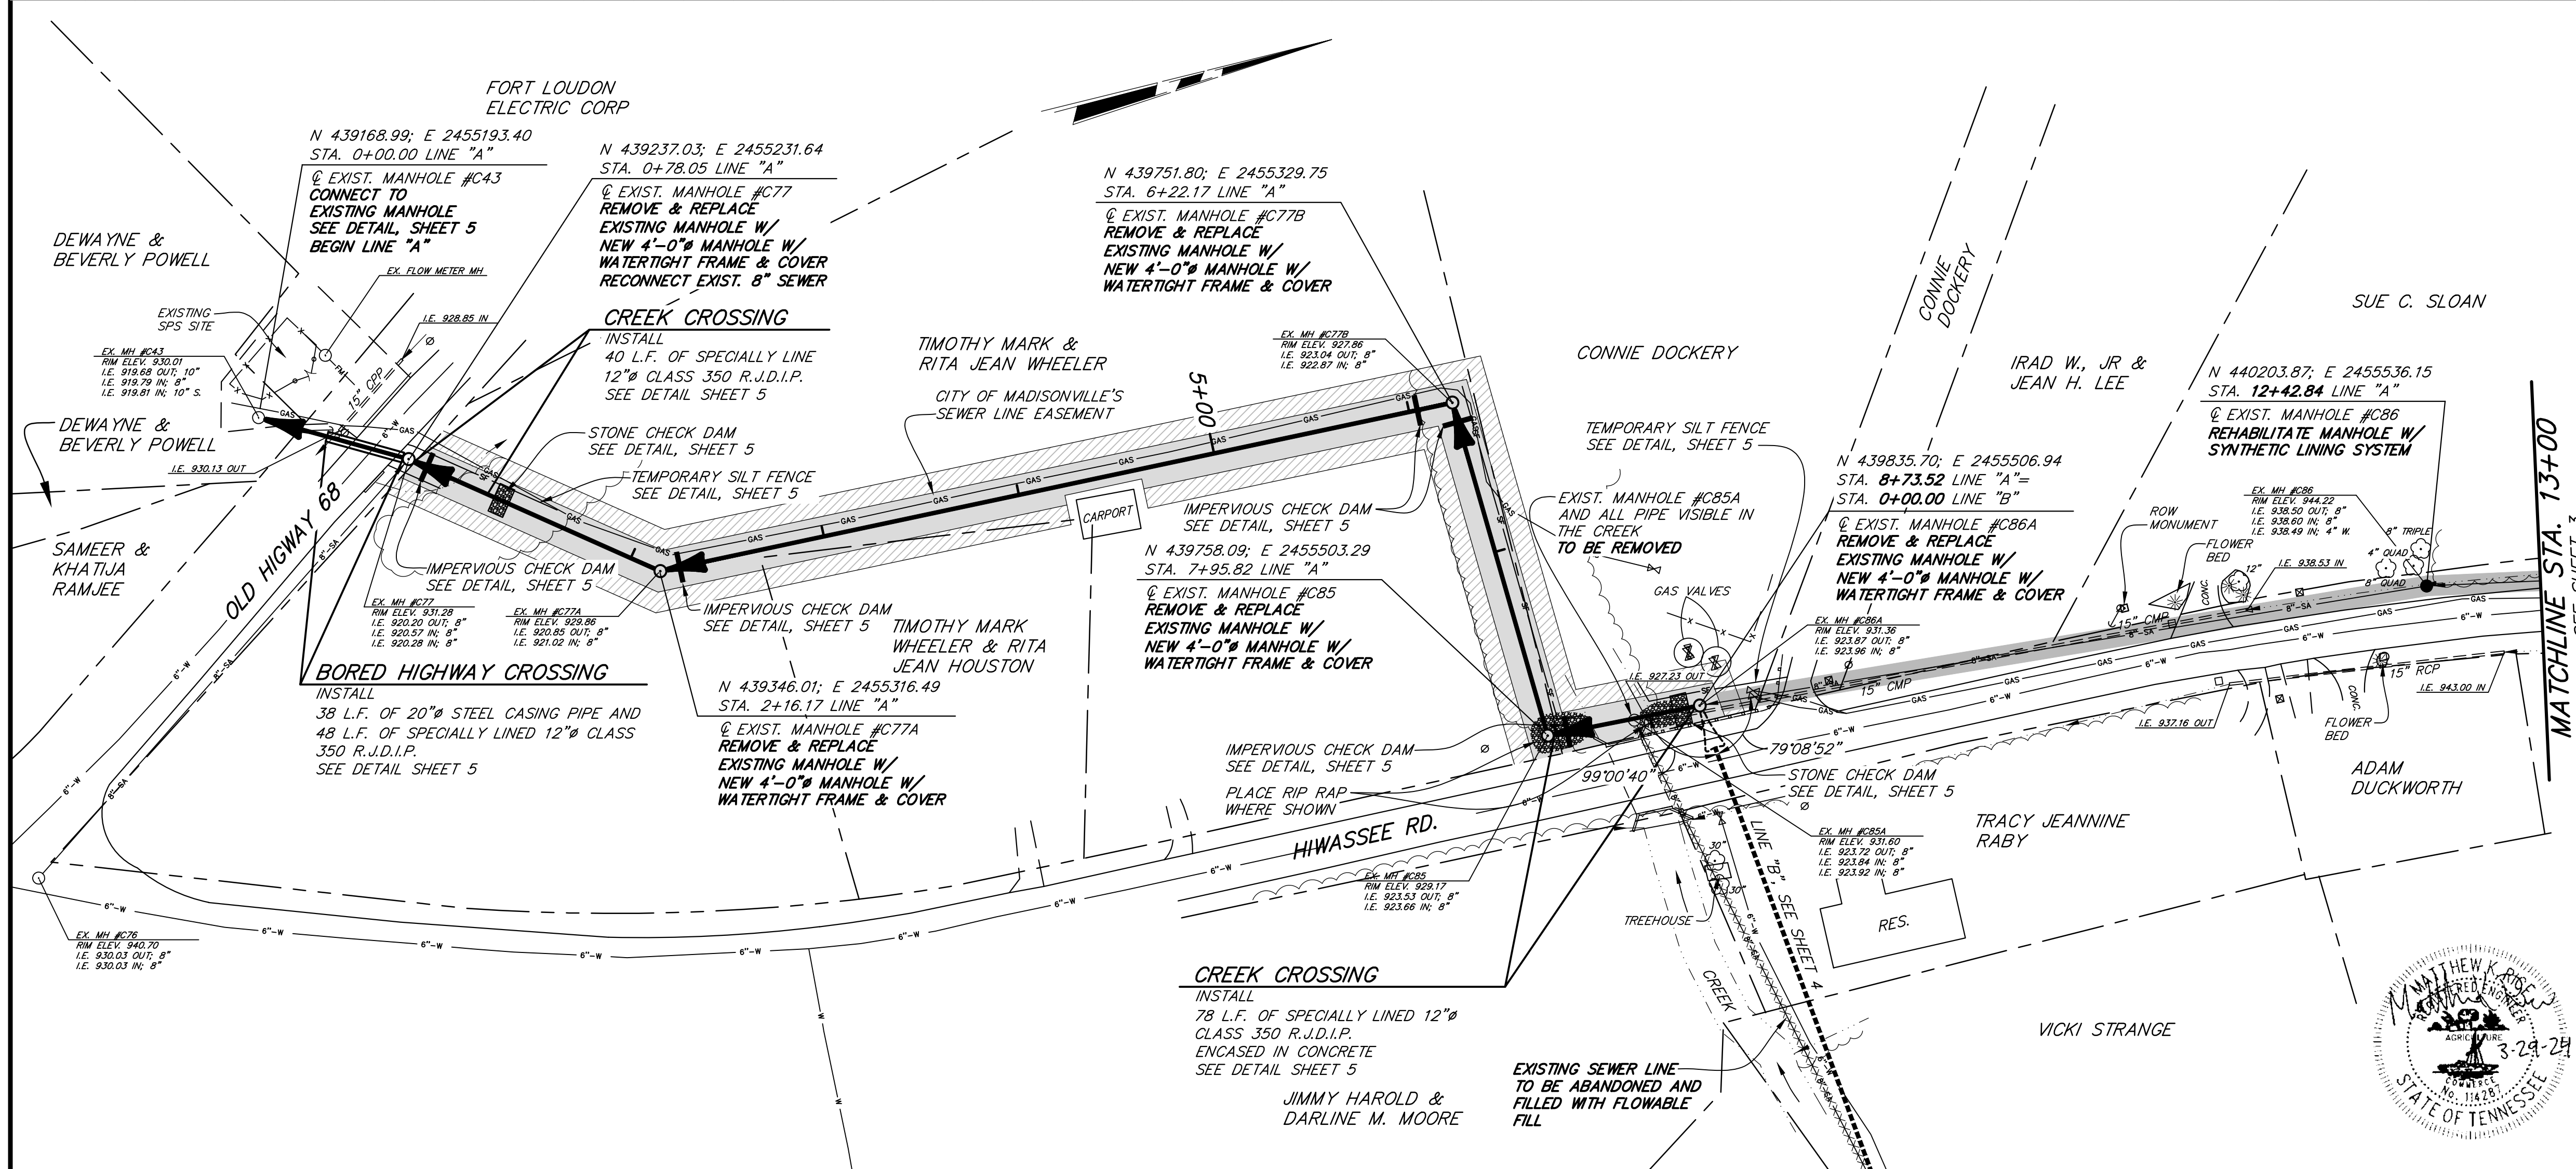 FORT LOUDON
ELECTRIC CORP
N 439168.99; E 2455193.40
STA. 0+00.00 LINE "A"
℄ EXIST. MANHOLE #C43
CONNECT TO
EXISTING MANHOLE
SEE DETAIL, SHEET 5
BEGIN LINE "A"
N 439237.03; E 2455231.64
STA. 0+78.05 LINE "A"
℄ EXIST. MANHOLE #C77
REMOVE & REPLACE
EXISTING MANHOLE W/
NEW 4'-0"ø MANHOLE W/
WATERTIGHT FRAME & COVER
RECONNECT EXIST. 8" SEWER
CREEK CROSSING
INSTALL
40 L.F. OF SPECIALLY LINE
12"ø CLASS 350 R.J.D.I.P.
SEE DETAIL SHEET 5
N 439751.80; E 2455329.75
STA. 6+22.17 LINE "A"
℄ EXIST. MANHOLE #C77B
REMOVE & REPLACE
EXISTING MANHOLE W/
NEW 4'-0"ø MANHOLE W/
WATERTIGHT FRAME & COVER
DEWAYNE &
BEVERLY POWELL
EX. FLOW METER MH
EXISTING
SPS SITE
I.E. 928.85 IN
EX. MH #C43
RIM ELEV. 930.01
I.E. 919.68 OUT; 10"
I.E. 919.79 IN; 8"
I.E. 919.81 IN; 10" S.
15" CPP
FM
DEWAYNE &
BEVERLY POWELL
I.E. 930.13 OUT
SAMEER &
KHATIJA
RAMJEE
OLD HIGWAY 68
TIMOTHY MARK &
RITA JEAN WHEELER
CITY OF MADISONVILLE'S
SEWER LINE EASEMENT
5+00
EX. MH #C77B
RIM ELEV. 927.86
I.E. 923.04 OUT; 8"
I.E. 922.87 IN; 8"
STONE CHECK DAM
SEE DETAIL, SHEET 5
TEMPORARY SILT FENCE
SEE DETAIL, SHEET 5
IMPERVIOUS CHECK DAM
SEE DETAIL, SHEET 5
EX. MH #C77
RIM ELEV. 931.28
I.E. 920.20 OUT; 8"
I.E. 920.57 IN; 8"
I.E. 920.28 IN; 8"
EX. MH #C77A
RIM ELEV. 929.86
I.E. 920.85 OUT; 8"
I.E. 921.02 IN; 8"
IMPERVIOUS CHECK DAM
SEE DETAIL, SHEET 5
CARPORT
TIMOTHY MARK
WHEELER & RITA
JEAN HOUSTON
BORED HIGHWAY CROSSING
INSTALL
38 L.F. OF 20"ø STEEL CASING PIPE AND
48 L.F. OF SPECIALLY LINED 12"ø CLASS
350 R.J.D.I.P.
SEE DETAIL SHEET 5
N 439346.01; E 2455316.49
STA. 2+16.17 LINE "A"
℄ EXIST. MANHOLE #C77A
REMOVE & REPLACE
EXISTING MANHOLE W/
NEW 4'-0"ø MANHOLE W/
WATERTIGHT FRAME & COVER
CONNIE DOCKERY
IMPERVIOUS CHECK DAM
SEE DETAIL, SHEET 5
N 439758.09; E 2455503.29
STA. 7+95.82 LINE "A"
℄ EXIST. MANHOLE #C85
REMOVE & REPLACE
EXISTING MANHOLE W/
NEW 4'-0"ø MANHOLE W/
WATERTIGHT FRAME & COVER
TEMPORARY SILT FENCE
SEE DETAIL, SHEET 5
EXIST. MANHOLE #C85A
AND ALL PIPE VISIBLE IN
THE CREEK
TO BE REMOVED
GAS VALVES
I.E. 927.23 OUT
CONNIE
DOCKERY
IRAD W., JR &
JEAN H. LEE
SUE C. SLOAN
N 440203.87; E 2455536.15
STA. 12+42.84 LINE "A"
℄ EXIST. MANHOLE #C86
REHABILITATE MANHOLE W/
SYNTHETIC LINING SYSTEM
N 439835.70; E 2455506.94
STA. 8+73.52 LINE "A"=
STA. 0+00.00 LINE "B"
℄ EXIST. MANHOLE #C86A
REMOVE & REPLACE
EXISTING MANHOLE W/
NEW 4'-0"ø MANHOLE W/
WATERTIGHT FRAME & COVER
EX. MH #C86A
RIM ELEV. 931.36
I.E. 923.87 OUT; 8"
I.E. 923.96 IN; 8"
EX. MH #C86
RIM ELEV. 944.22
I.E. 938.50 OUT; 8"
I.E. 938.60 IN; 8"
I.E. 938.49 IN; 4" W.
ROW
MONUMENT
FLOWER
BED
8" TRIPLE
4" QUAD
8" QUAD
12"
I.E. 938.53 IN
CONC.
15" CMP
15" CMP
15" RCP
I.E. 943.00 IN
I.E. 937.16 OUT
CONC.
FLOWER
BED
MATCHLINE STA. 13+00
SEE SHEET 3
ADAM
DUCKWORTH
IMPERVIOUS CHECK DAM
SEE DETAIL, SHEET 5
PLACE RIP RAP
WHERE SHOWN
79°08'52"
99°00'40"
STONE CHECK DAM
SEE DETAIL, SHEET 5
HIWASSEE RD.
EX. MH #C85
RIM ELEV. 929.17
I.E. 923.53 OUT; 8"
I.E. 923.66 IN; 8"
EX. MH #C85A
RIM ELEV. 931.60
I.E. 923.72 OUT; 8"
I.E. 923.84 IN; 8"
I.E. 923.92 IN; 8"
TRACY JEANNINE
RABY
30"
30"
TREEHOUSE
RES.
LINE "B", SEE SHEET 4
CREEK
EX. MH #C76
RIM ELEV. 940.70
I.E. 930.03 OUT; 8"
I.E. 930.03 IN; 8"
CREEK CROSSING
INSTALL
78 L.F. OF SPECIALLY LINED 12"ø
CLASS 350 R.J.D.I.P.
ENCASED IN CONCRETE
SEE DETAIL SHEET 5
JIMMY HAROLD &
DARLINE M. MOORE
EXISTING SEWER LINE
TO BE ABANDONED AND
FILLED WITH FLOWABLE
FILL
VICKI STRANGE
MATTHEW K. RICE
REGISTERED ENGINEER
AGRICULTURE
COMMERCE
No. 114287
STATE OF TENNESSEE
3-29-24